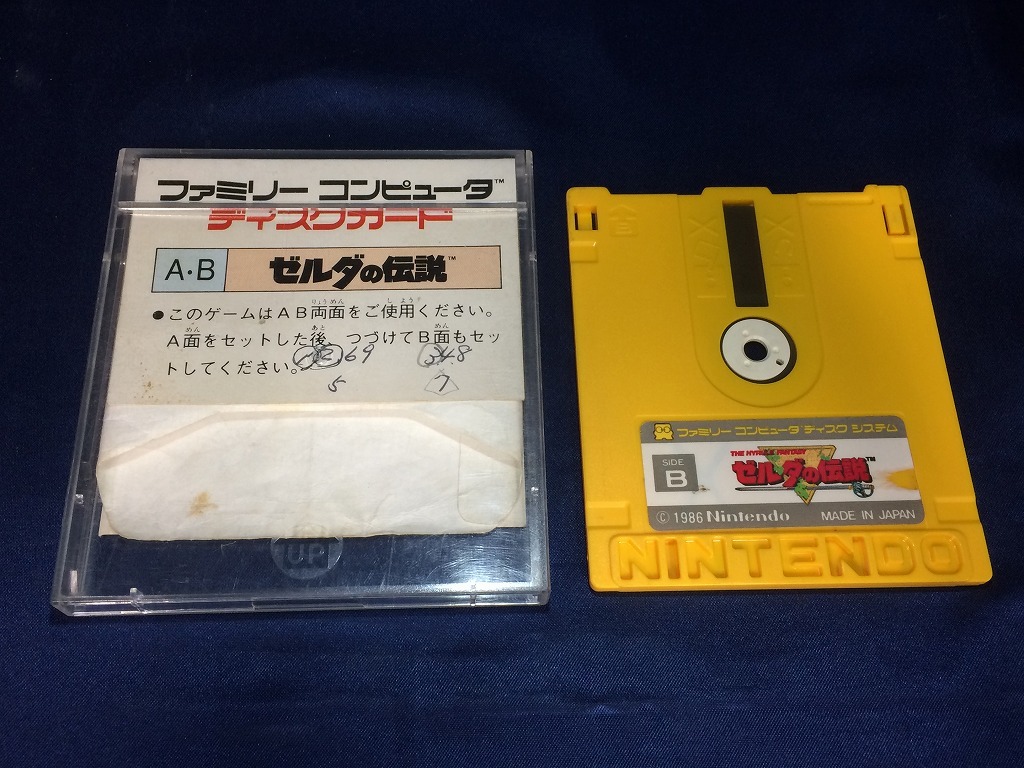 ファミリー コンピュータ™
ディスクカード
A・B
ゼルダの伝説™
●このゲームはAB両面をご使用ください。
A面をセットした後、つづけてB面もセッ
トしてください。
69
5
7
UP
ファミリー コンピュータ ディスク システム
SIDE
B
THE HYRULE FANTASY
ゼルダの伝説™
© 1986 Nintendo
MADE IN JAPAN
NINTENDO